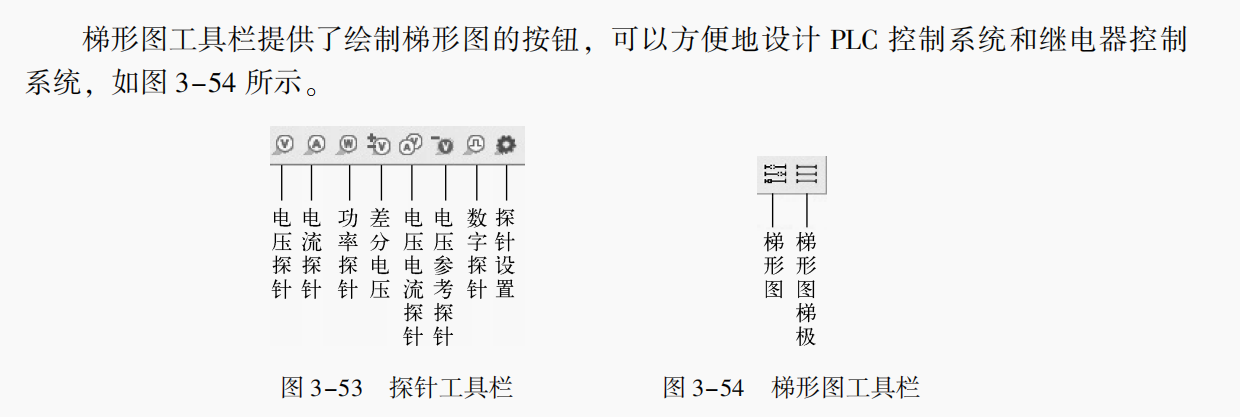 梯形图工具栏提供了绘制梯形图的按钮，可以方便地设计 PLC 控制系统和继电器控制
系统，如图 3-54 所示。
V A W V A V V
电压探针
电流探针
功率探针
差分电压
电压电流探针
电压参考探针
数字探针
探针设置
图 3-53 探针工具栏
梯形图
梯形图梯极
图 3-54 梯形图工具栏